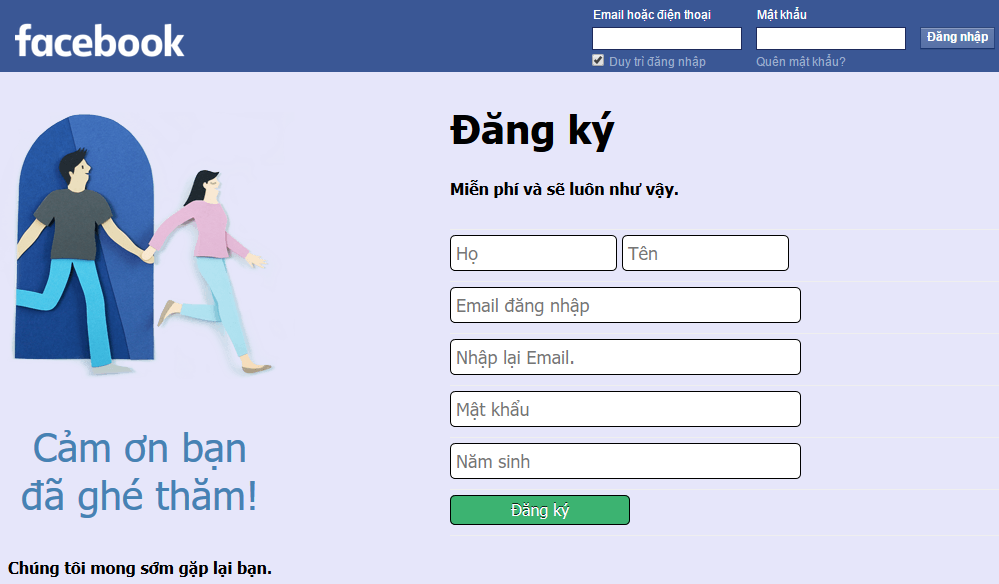 facebook
Email hoặc điện thoại
Mật khẩu
Đăng nhập
Duy trì đăng nhập
Quên mật khẩu?
Cảm ơn bạn
đã ghé thăm!
Chúng tôi mong sớm gặp lại bạn.
Đăng ký
Miễn phí và sẽ luôn như vậy.
Họ
Tên
Email đăng nhập
Nhập lại Email.
Mật khẩu
Năm sinh
Đăng ký